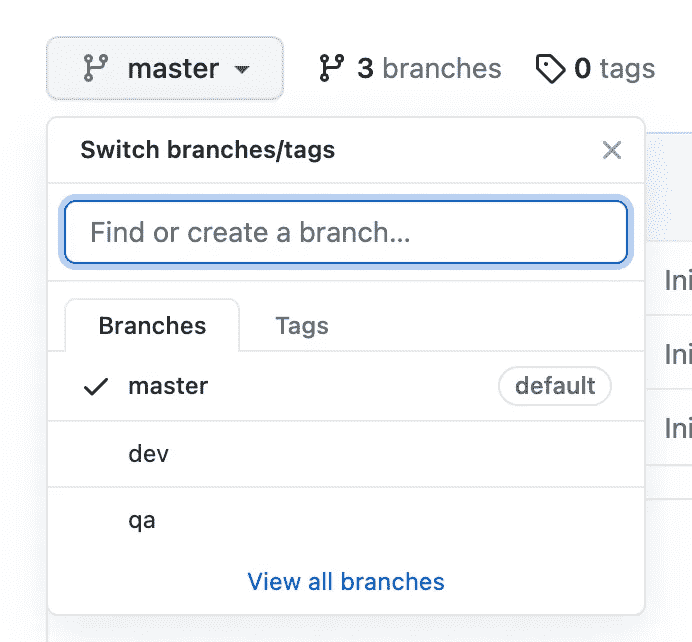 master 3 branches 0 tags
Switch branches/tags
Find or create a branch...
Branches Tags
master default
Ini
dev
Ini
qa
Ini
View all branches